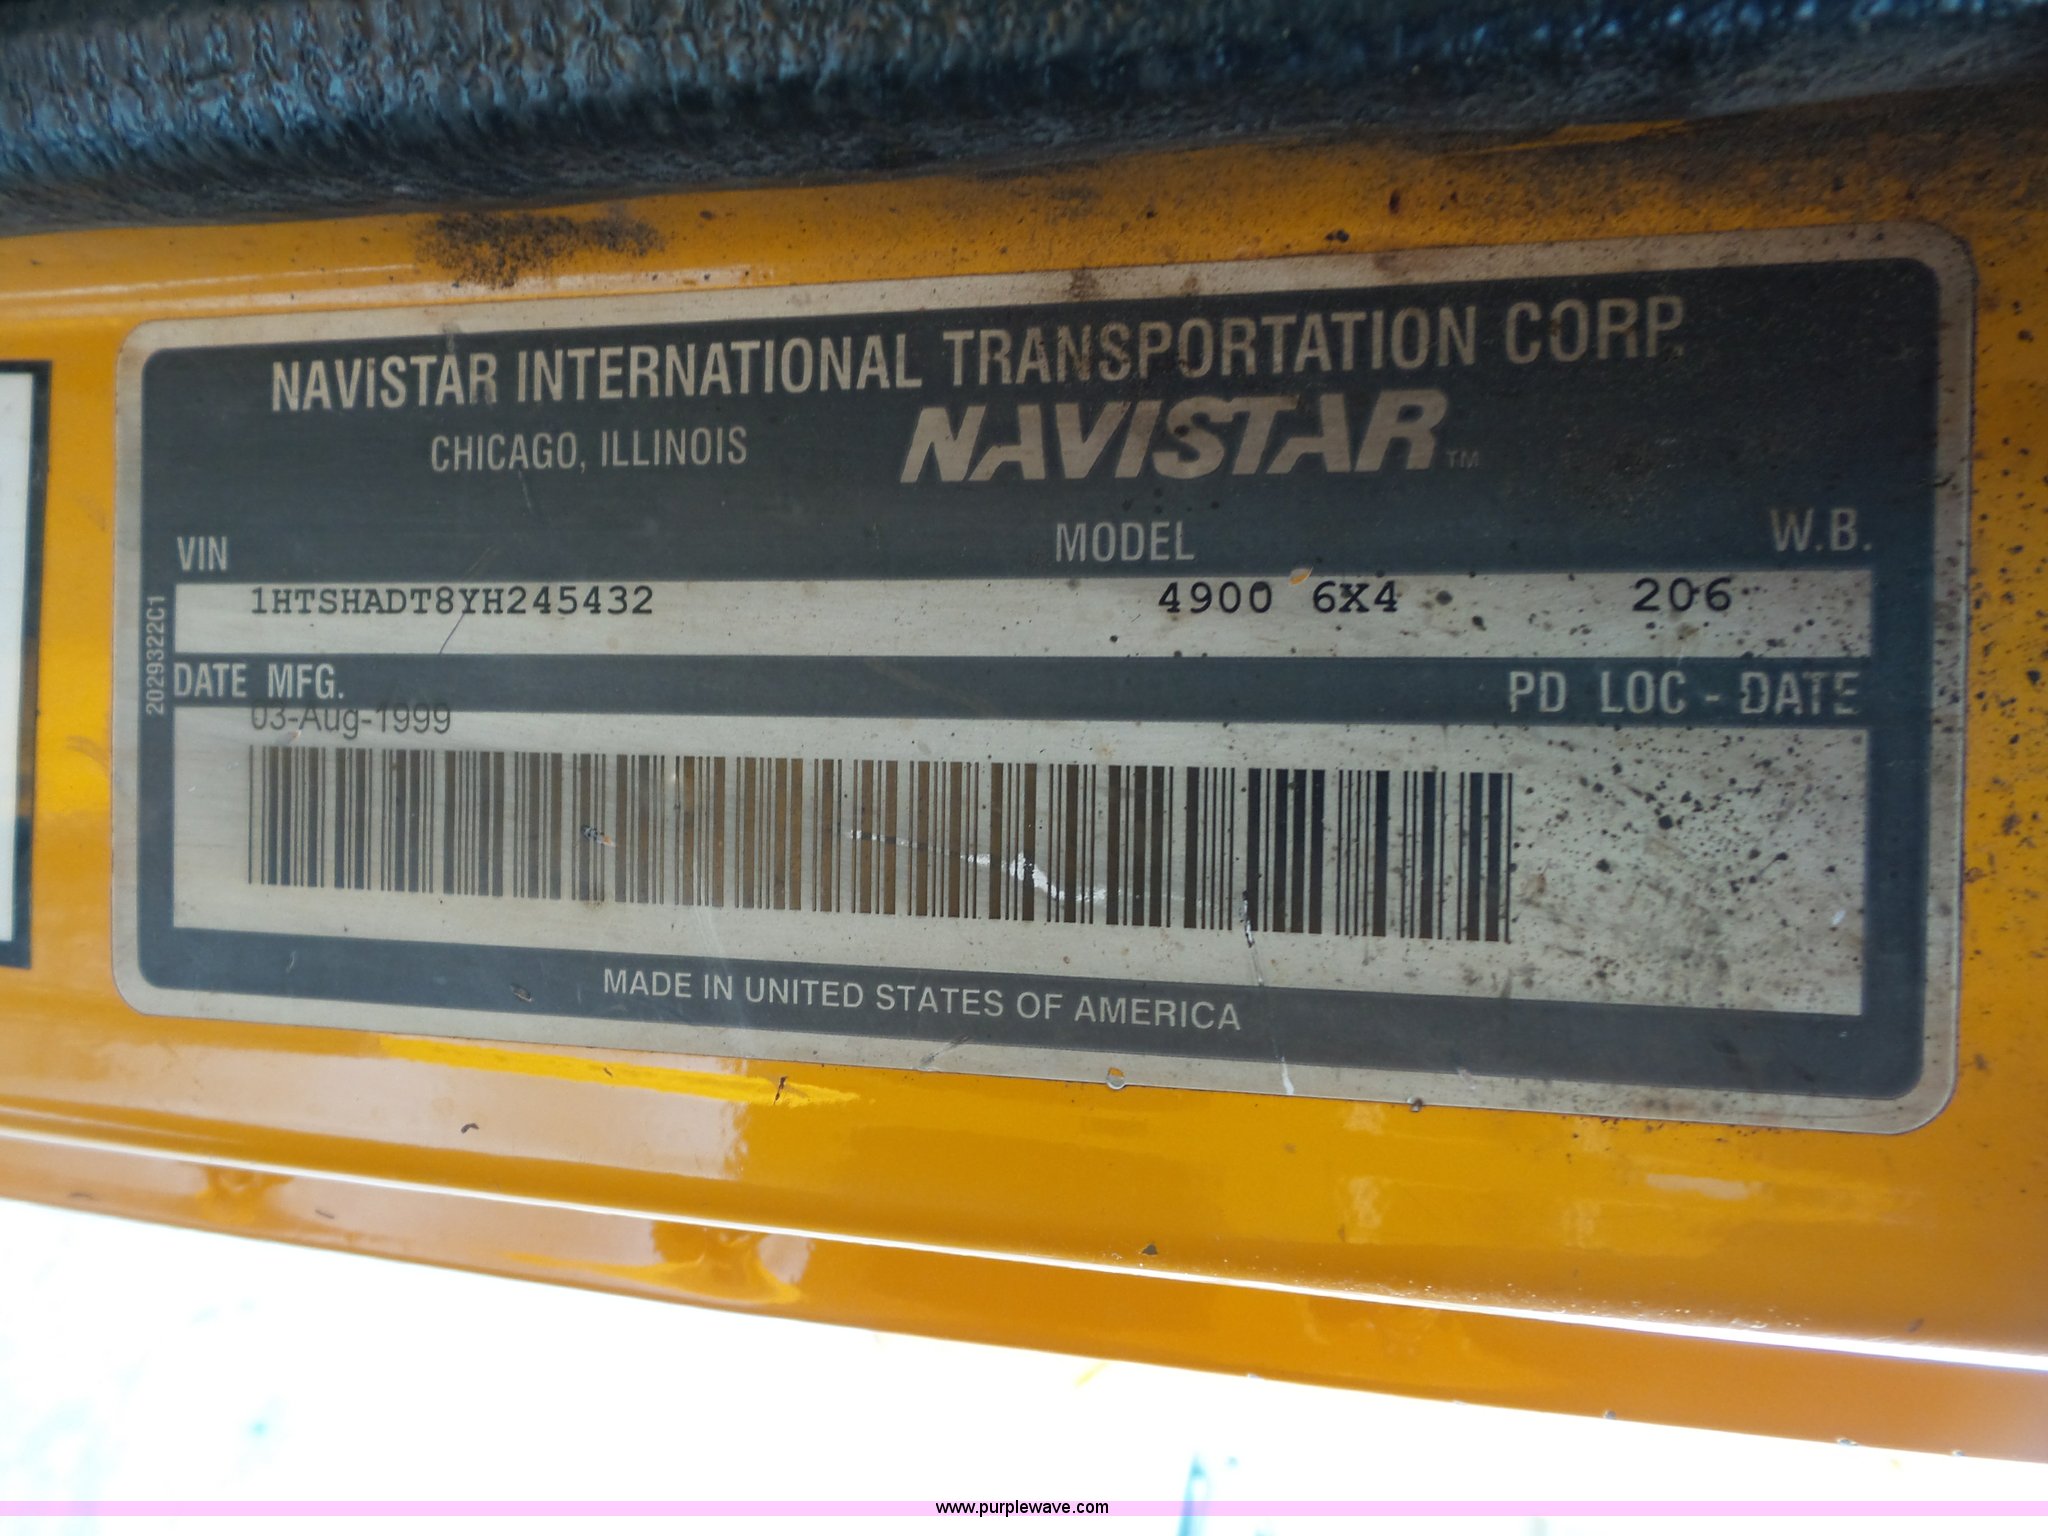 NAVISTAR INTERNATIONAL TRANSPORTATION CORP.
CHICAGO, ILLINOIS NAVISTAR™
VIN MODEL W.B.
1HTSHADT8YH245432 4900 6X4 206
2029322C1
DATE MFG. PD LOC - DATE
03-Aug-1999
MADE IN UNITED STATES OF AMERICA
www.purplewave.com